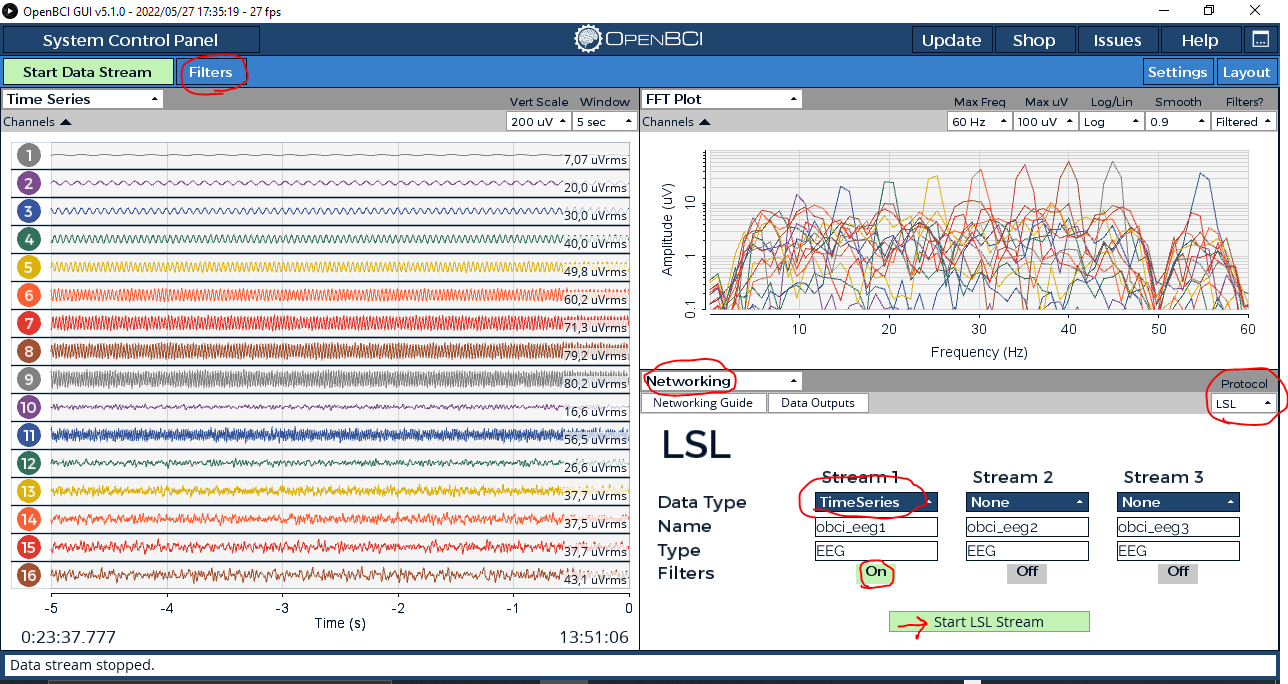 OpenBCI GUI v5.1.0 - 2022/05/27 17:35:19 - 27 fps
System Control Panel
OPENBCI
Update Shop Issues Help
Start Data Stream Filters
Settings Layout
Time Series
Vert Scale Window
Channels
200 uV 5 sec
1 7,07 uVrms
2 20,0 uVrms
3 30,0 uVrms
4 40,0 uVrms
5 49,8 uVrms
6 60,2 uVrms
7 71,3 uVrms
8 79,2 uVrms
9 80,2 uVrms
10 16,6 uVrms
11 56,5 uVrms
12 26,6 uVrms
13 37,7 uVrms
14 37,5 uVrms
15 37,7 uVrms
16 43,1 uVrms
-5 -4 -3 -2 -1 0
Time (s)
0:23:37.777 13:51:06
FFT Plot
Max Freq Max uV Log/Lin Smooth Filters?
Channels
60 Hz 100 uV Log 0.9 Filtered
Amplitude (uV)
10
1
0.1
10 20 30 40 50 60
Frequency (Hz)
Networking
Protocol
Networking Guide Data Outputs
LSL
LSL
Stream 1 Stream 2 Stream 3
Data Type TimeSeries None None
Name obci_eeg1 obci_eeg2 obci_eeg3
Type EEG EEG EEG
Filters On Off Off
Start LSL Stream
Data stream stopped.